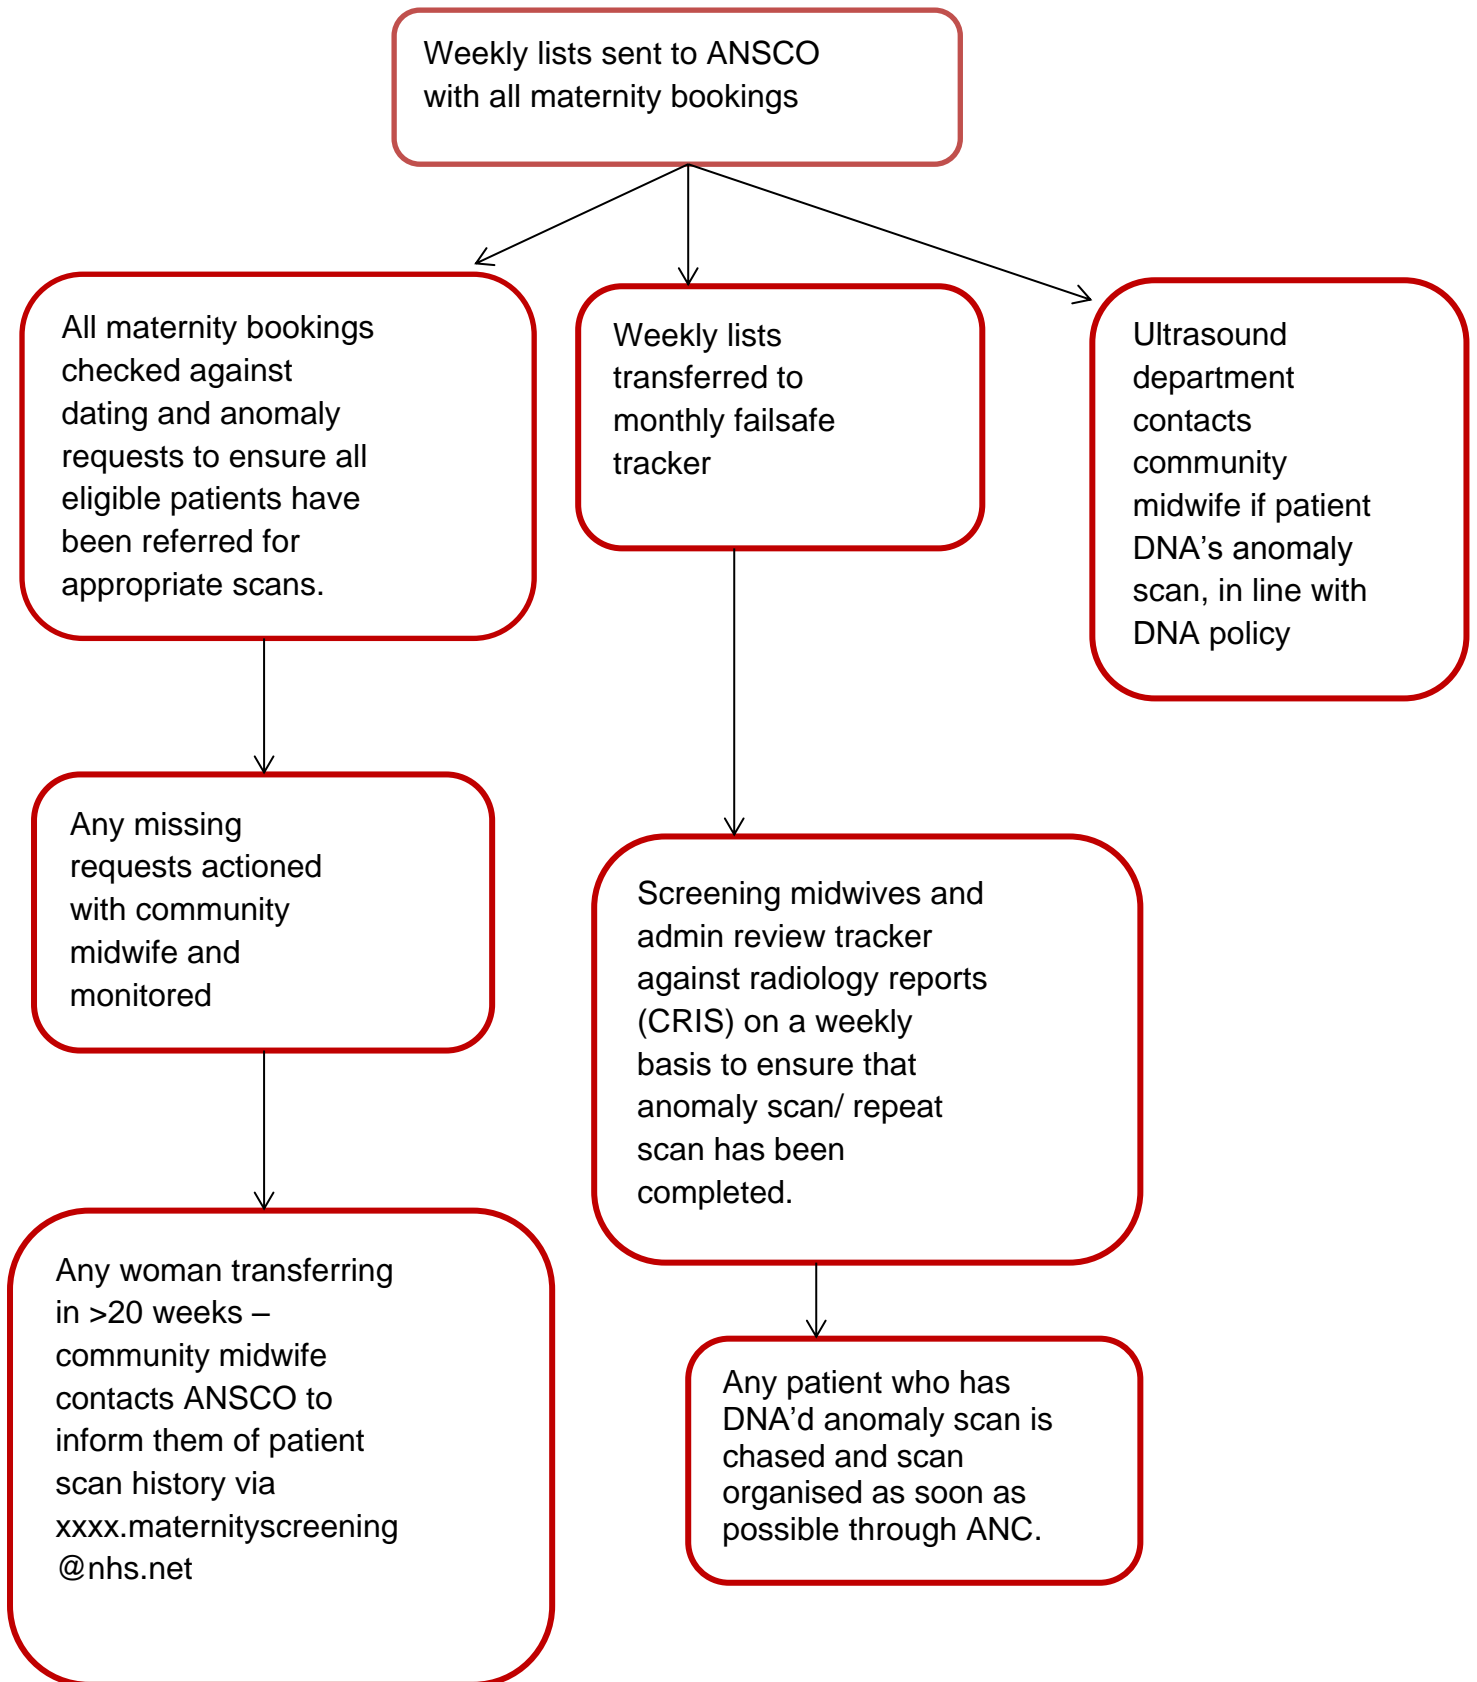 Weekly lists sent to ANSCO
with all maternity bookings
All maternity bookings
checked against
dating and anomaly
requests to ensure all
eligible patients have
been referred for
appropriate scans.
Weekly lists
transferred to
monthly failsafe
tracker
Ultrasound
department
contacts
community
midwife if patient
DNA’s anomaly
scan, in line with
DNA policy
Any missing
requests actioned
with community
midwife and
monitored
Screening midwives and
admin review tracker
against radiology reports
(CRIS) on a weekly
basis to ensure that
anomaly scan/ repeat
scan has been
completed.
Any woman transferring
in >20 weeks –
community midwife
contacts ANSCO to
inform them of patient
scan history via
xxxx.maternityscreening
@nhs.net
Any patient who has
DNA’d anomaly scan is
chased and scan
organised as soon as
possible through ANC.